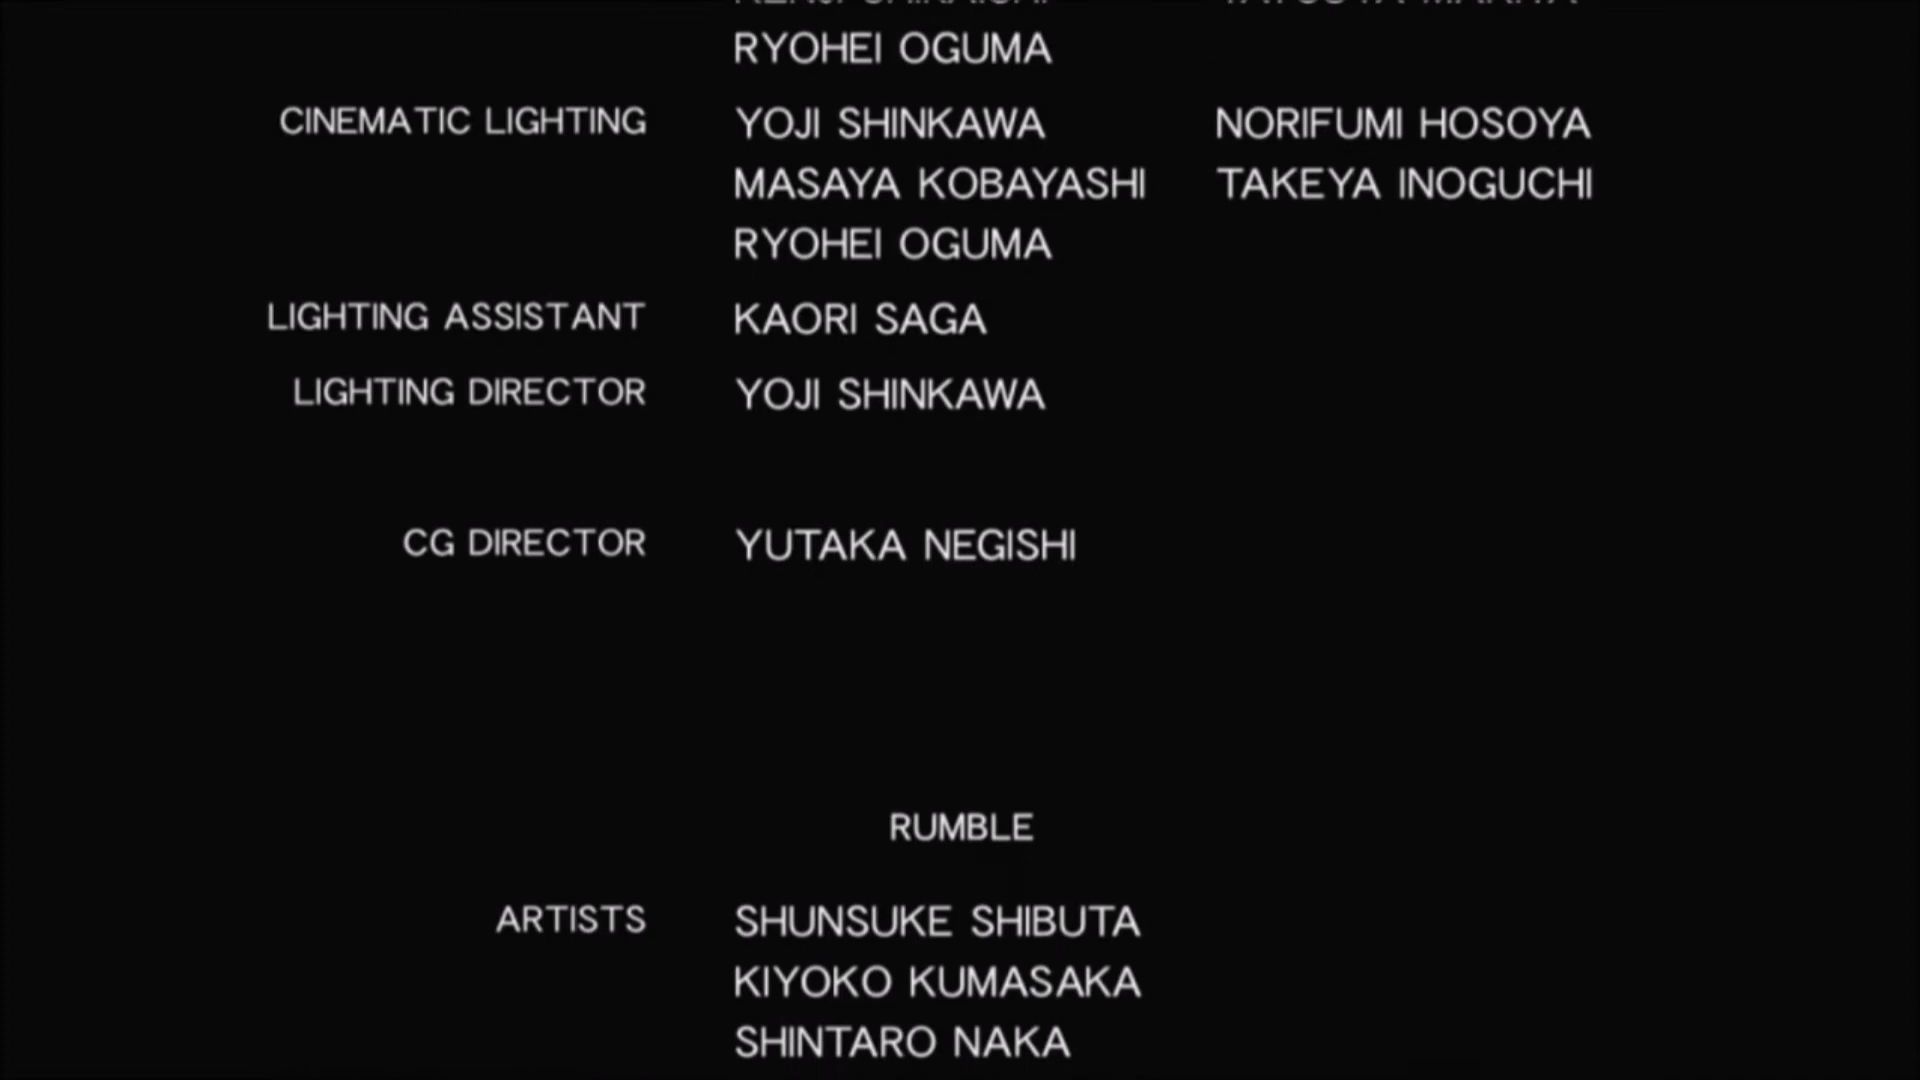 RYOHEI OGUMA
CINEMATIC LIGHTING YOJI SHINKAWA NORIFUMI HOSOYA
MASAYA KOBAYASHI TAKEYA INOGUCHI
RYOHEI OGUMA
LIGHTING ASSISTANT KAORI SAGA
LIGHTING DIRECTOR YOJI SHINKAWA
CG DIRECTOR YUTAKA NEGISHI
RUMBLE
ARTISTS SHUNSUKE SHIBUTA
KIYOKO KUMASAKA
SHINTARO NAKA